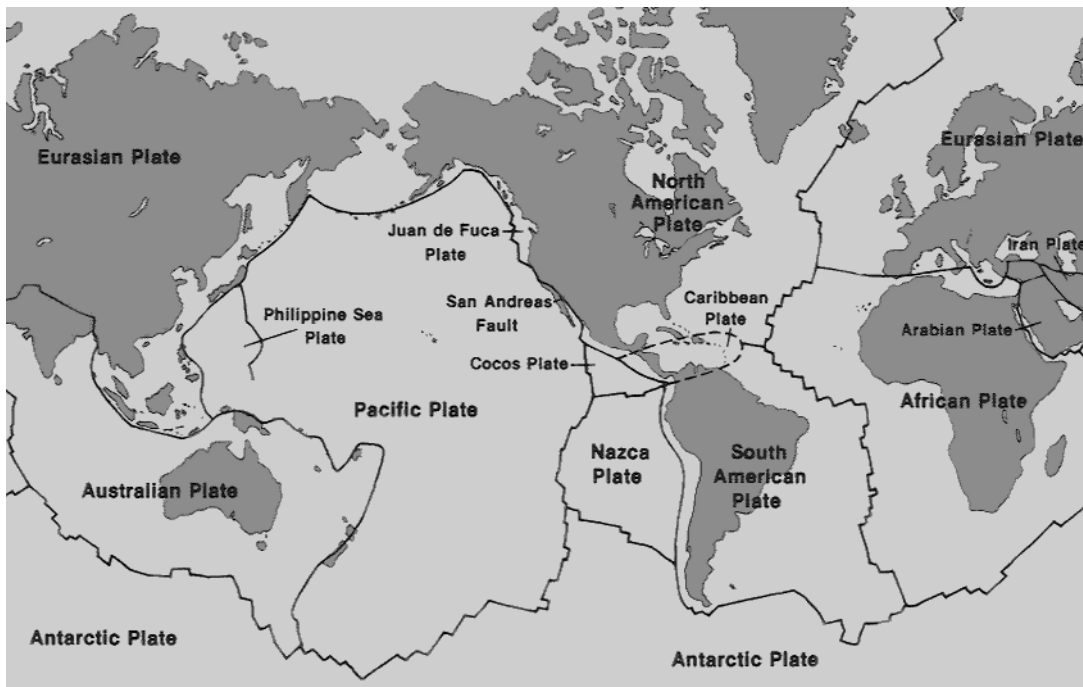 Eurasian Plate
Eurasian Plate
North
American
Plate
Juan de Fuca
Plate
Iran Plate
San Andreas
Fault
Caribbean
Plate
Philippine Sea
Plate
Arabian Plate
Cocos Plate
Pacific Plate
African Plate
Nazca
Plate
South
American
Plate
Australian Plate
Antarctic Plate
Antarctic Plate